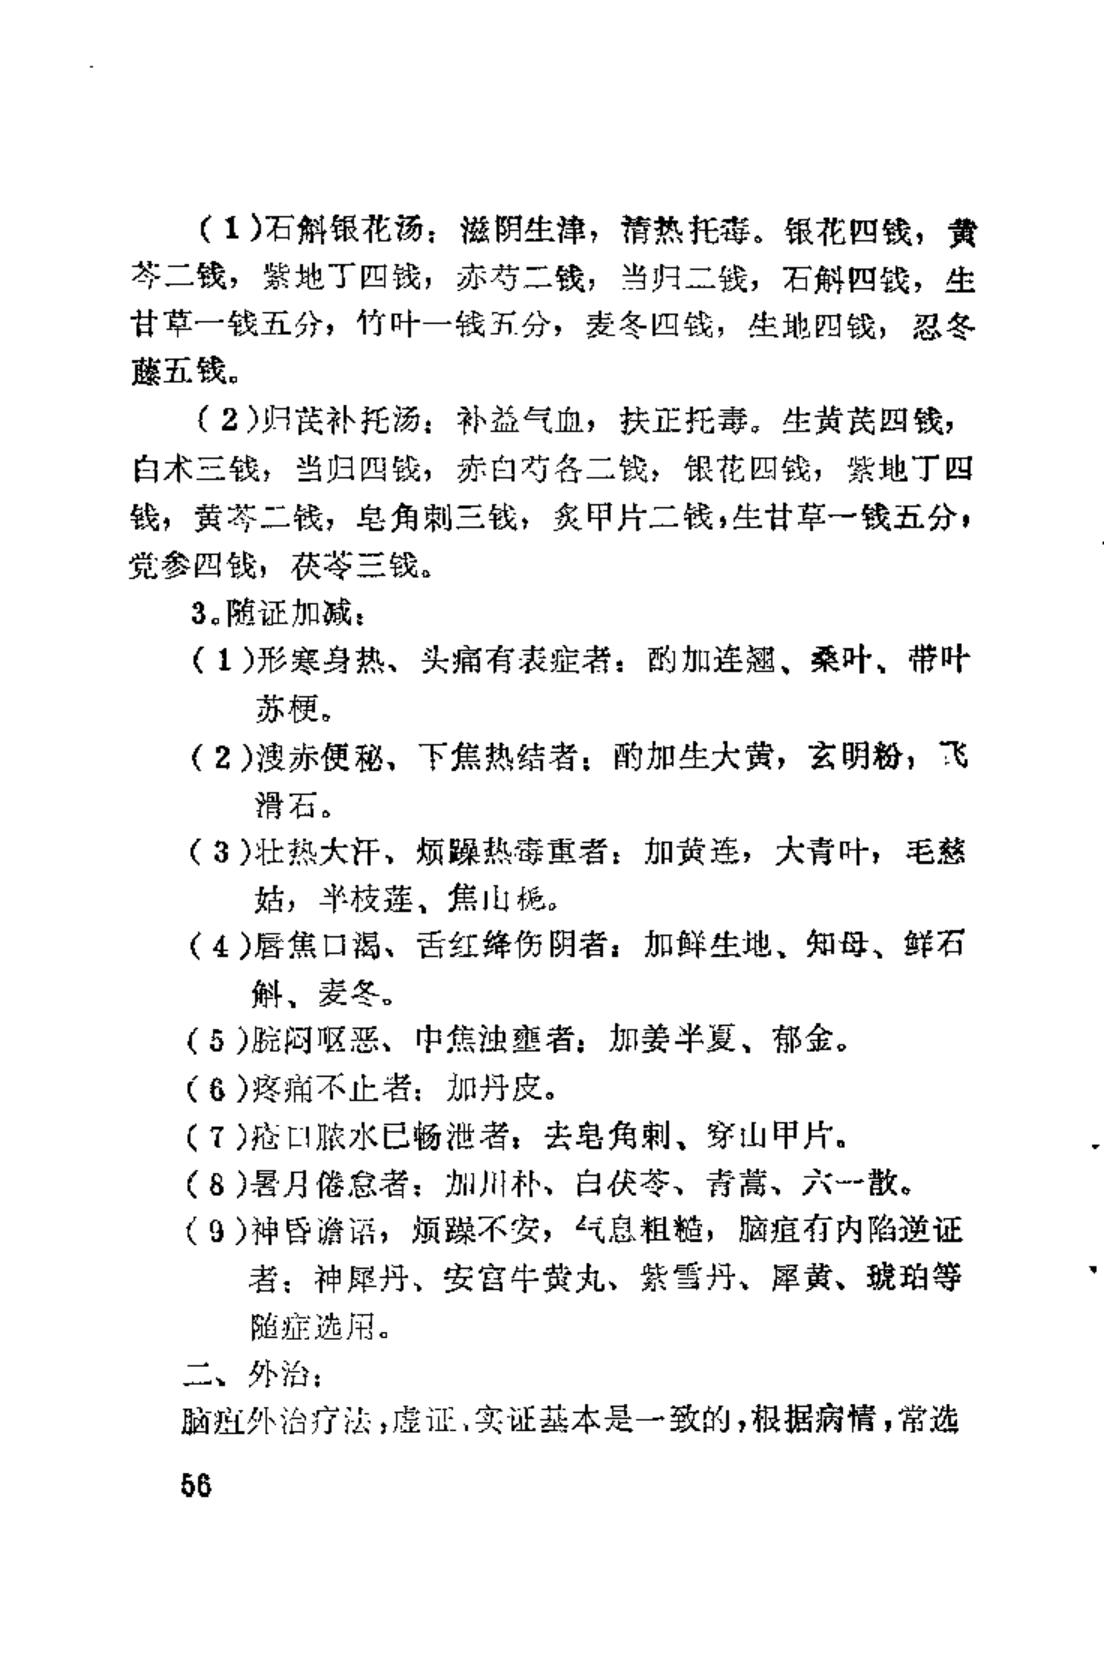 (1)石斛银花汤：滋阴生津，清热托毒。银花四钱，黄
芩二钱，紫地丁四钱，赤芍二钱，当归二钱，石斛四钱，生
甘草一钱五分，竹叶一钱五分，麦冬四钱，生地四钱，忍冬
藤五钱。
(2)归芪补托汤：补益气血，扶正托毒。生黄芪四钱，
白术三钱，当归四钱，赤白芍各二钱，银花四钱，紫地丁四
钱，黄芩二钱，皂角刺三钱，炙甲片二钱，生甘草一钱五分，
党参四钱，茯苓三钱。
3。随证加减：
(1)形寒身热、头痛有表症者：酌加连翘、桑叶、带叶
苏梗。
(2)溲赤便秘、下焦热结者：酌加生大黄，玄明粉，飞
滑石。
(3)壮热大汗、烦躁热毒重者：加黄连，大青叶，毛慈
姑，半枝莲、焦山栀。
(4)唇焦口渴、舌红绛伤阴者：加鲜生地、知母、鲜石
斛、麦冬。
(5)脘闷呕恶、中焦浊壅者：加姜半夏、郁金。
(6)疼痛不止者：加丹皮。
(7)疮口脓水已畅泄者：去皂角刺、穿山甲片。
(8)暑月倦怠者：加川朴、白茯苓、青蒿、六一散。
(9)神昏谵语，烦躁不安，气息粗糙，脑疽有内陷逆证
者：神犀丹、安宫牛黄丸、紫雪丹、犀黄、琥珀等
随症选用。
二、外治：
脑疽外治疗法，虚证、实证基本是一致的，根据病情，常选
56